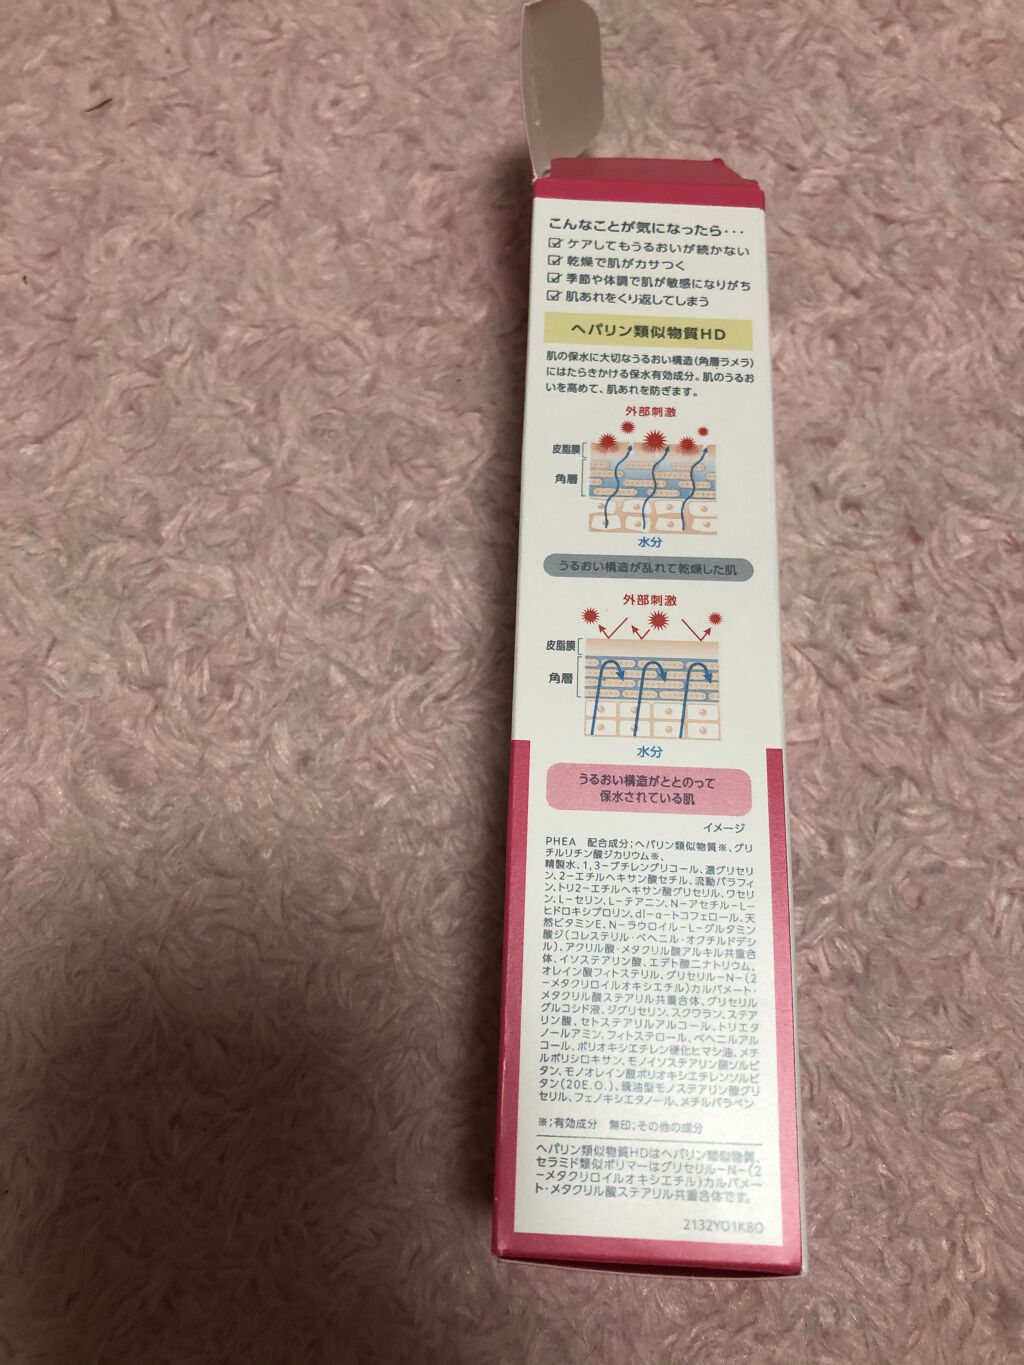 こんなことが気になったら･･･
☑ケアしてもうるおいが続かない
☑乾燥で肌がカサつく
☑季節や体調で肌が敏感になりがち
☑肌あれをくり返してしまう
ヘパリン類似物質HD
肌の保水に大切なうるおい構造(角層ラメラ)
にはたらきかける保水有効成分。肌のうるお
いを高めて、肌あれを防ぎます。
外部刺激
皮脂膜
角層
水分
うるおい構造が乱れて乾燥した肌
外部刺激
皮脂膜
角層
水分
うるおい構造がととのって
保水されている肌
イメージ
PHEA　配合成分;ヘパリン類似物質※、グリ
チルリチン酸ジカリウム※、
精製水、1,3-ブチレングリコール、濃グリセリ
ン、2-エチルヘキサン酸セチル、流動パラフィ
ン、トリ2-エチルヘキサン酸グリセリル、ワセリ
ン、L-セリン、L-テアニン、N-アセチル-L-
ヒドロキシプロリン、dl-α-トコフェロール、天
然ビタミンE、N-ラウロイル-L-グルタミン
酸ジ(コレステリル・ベヘニル・オクチルドデシ
ル)、アクリル酸・メタクリル酸アルキル共重合
体、イソステアリン酸、エデト酸二ナトリウム、
オレイン酸フィトステリル、グリセリル-N-(2
-メタクリロイルオキシエチル)カルバメート・
メタクリル酸ステアリル共重合体、グリセリル
グルコシド液、ジグリセリン、スクワラン、ステア
リン酸、セトステアリルアルコール、トリエタ
ノールアミン、フィトステロール、ベヘニルアル
コール、ポリオキシエチレン硬化ヒマシ油、メチ
ルポリシロキサン、モノイソステアリン酸ソルビ
タン、モノオレイン酸ポリオキシエチレンソルビ
タン(20E.O.)、親油型モノステアリン酸グリ
セリル、フェノキシエタノール、メチルパラベン
※;有効成分　無印;その他の成分
ヘパリン類似物質HDはヘパリン類似物質、
セラミド類似ポリマーはグリセリル-N-(2
-メタクリロイルオキシエチル)カルバメー
ト・メタクリル酸ステアリル共重合体です。
2132Y01K80